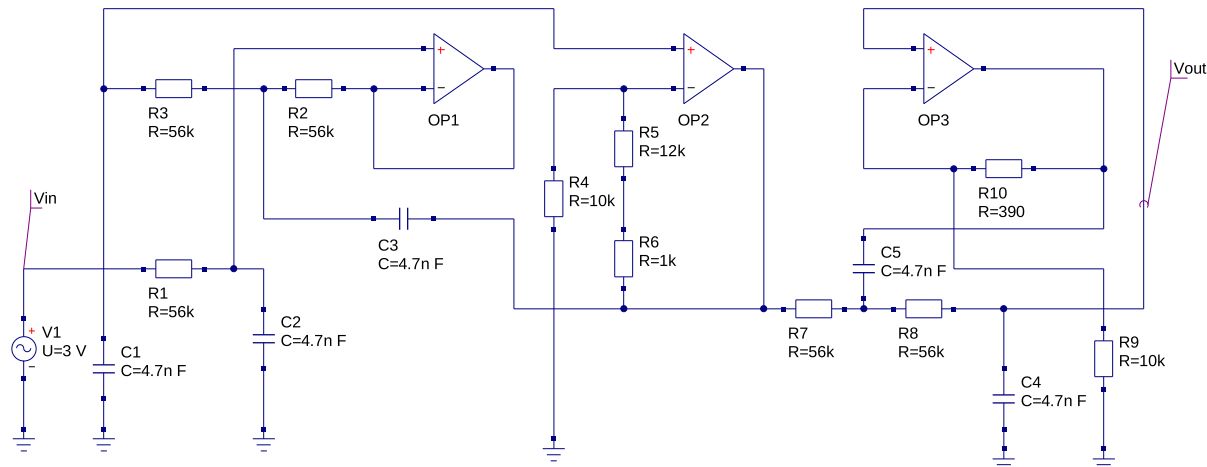 +
+
+
−
−
−
OP1
OP2
OP3
Vout
R3
R=56k
R2
R=56k
R5
R=12k
R4
R=10k
R10
R=390
Vin
C3
C=4.7n F
R6
R=1k
C5
C=4.7n F
R1
R=56k
C2
C=4.7n F
R7
R=56k
R8
R=56k
+
V1
U=3 V
−
C1
C=4.7n F
R9
R=10k
C4
C=4.7n F